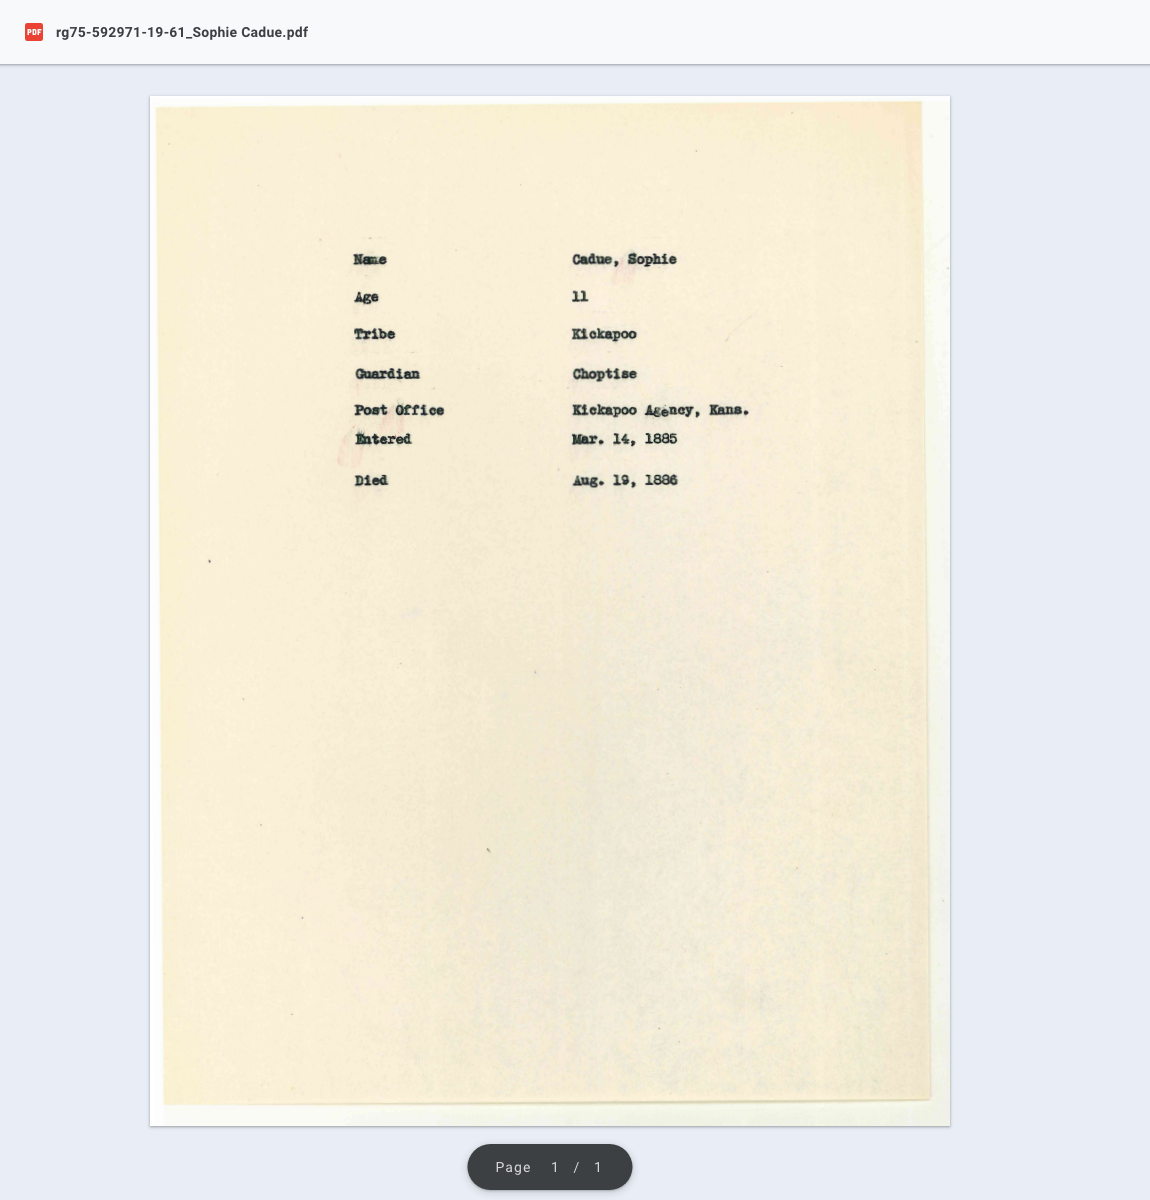 PDF rg75-592971-19-61_Sophie Cadue.pdf
Name Cadue, Sophie
Age 11
Tribe Kickapoo
Guardian Choptise
Post Office Kickapoo Agency, Kans.
Entered Mar. 14, 1885
Died Aug. 19, 1886
Page 1 / 1